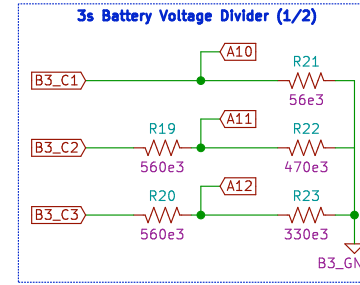 3s Battery Voltage Divider (1/2)
A10
R21
B3_C1
56e3
A11
R19
R22
B3_C2
560e3
470e3
A12
R20
R23
B3_C3
560e3
330e3
B3_GN